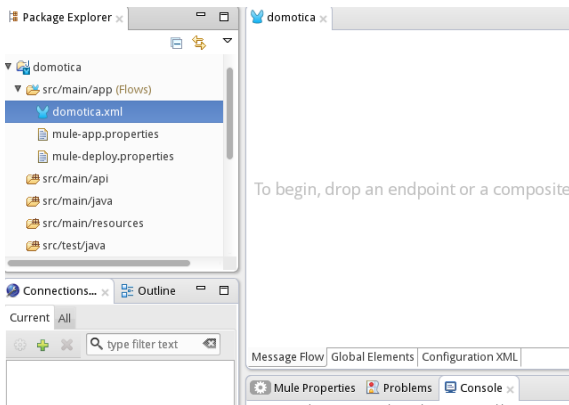 Package Explorer
domotica
src/main/app (Flows)
domotica.xml
mule-app.properties
mule-deploy.properties
src/main/api
src/main/java
src/main/resources
src/test/java
Connections...
Outline
Current All
type filter text
domotica
To begin, drop an endpoint or a composite
Message Flow Global Elements Configuration XML
Mule Properties Problems Console